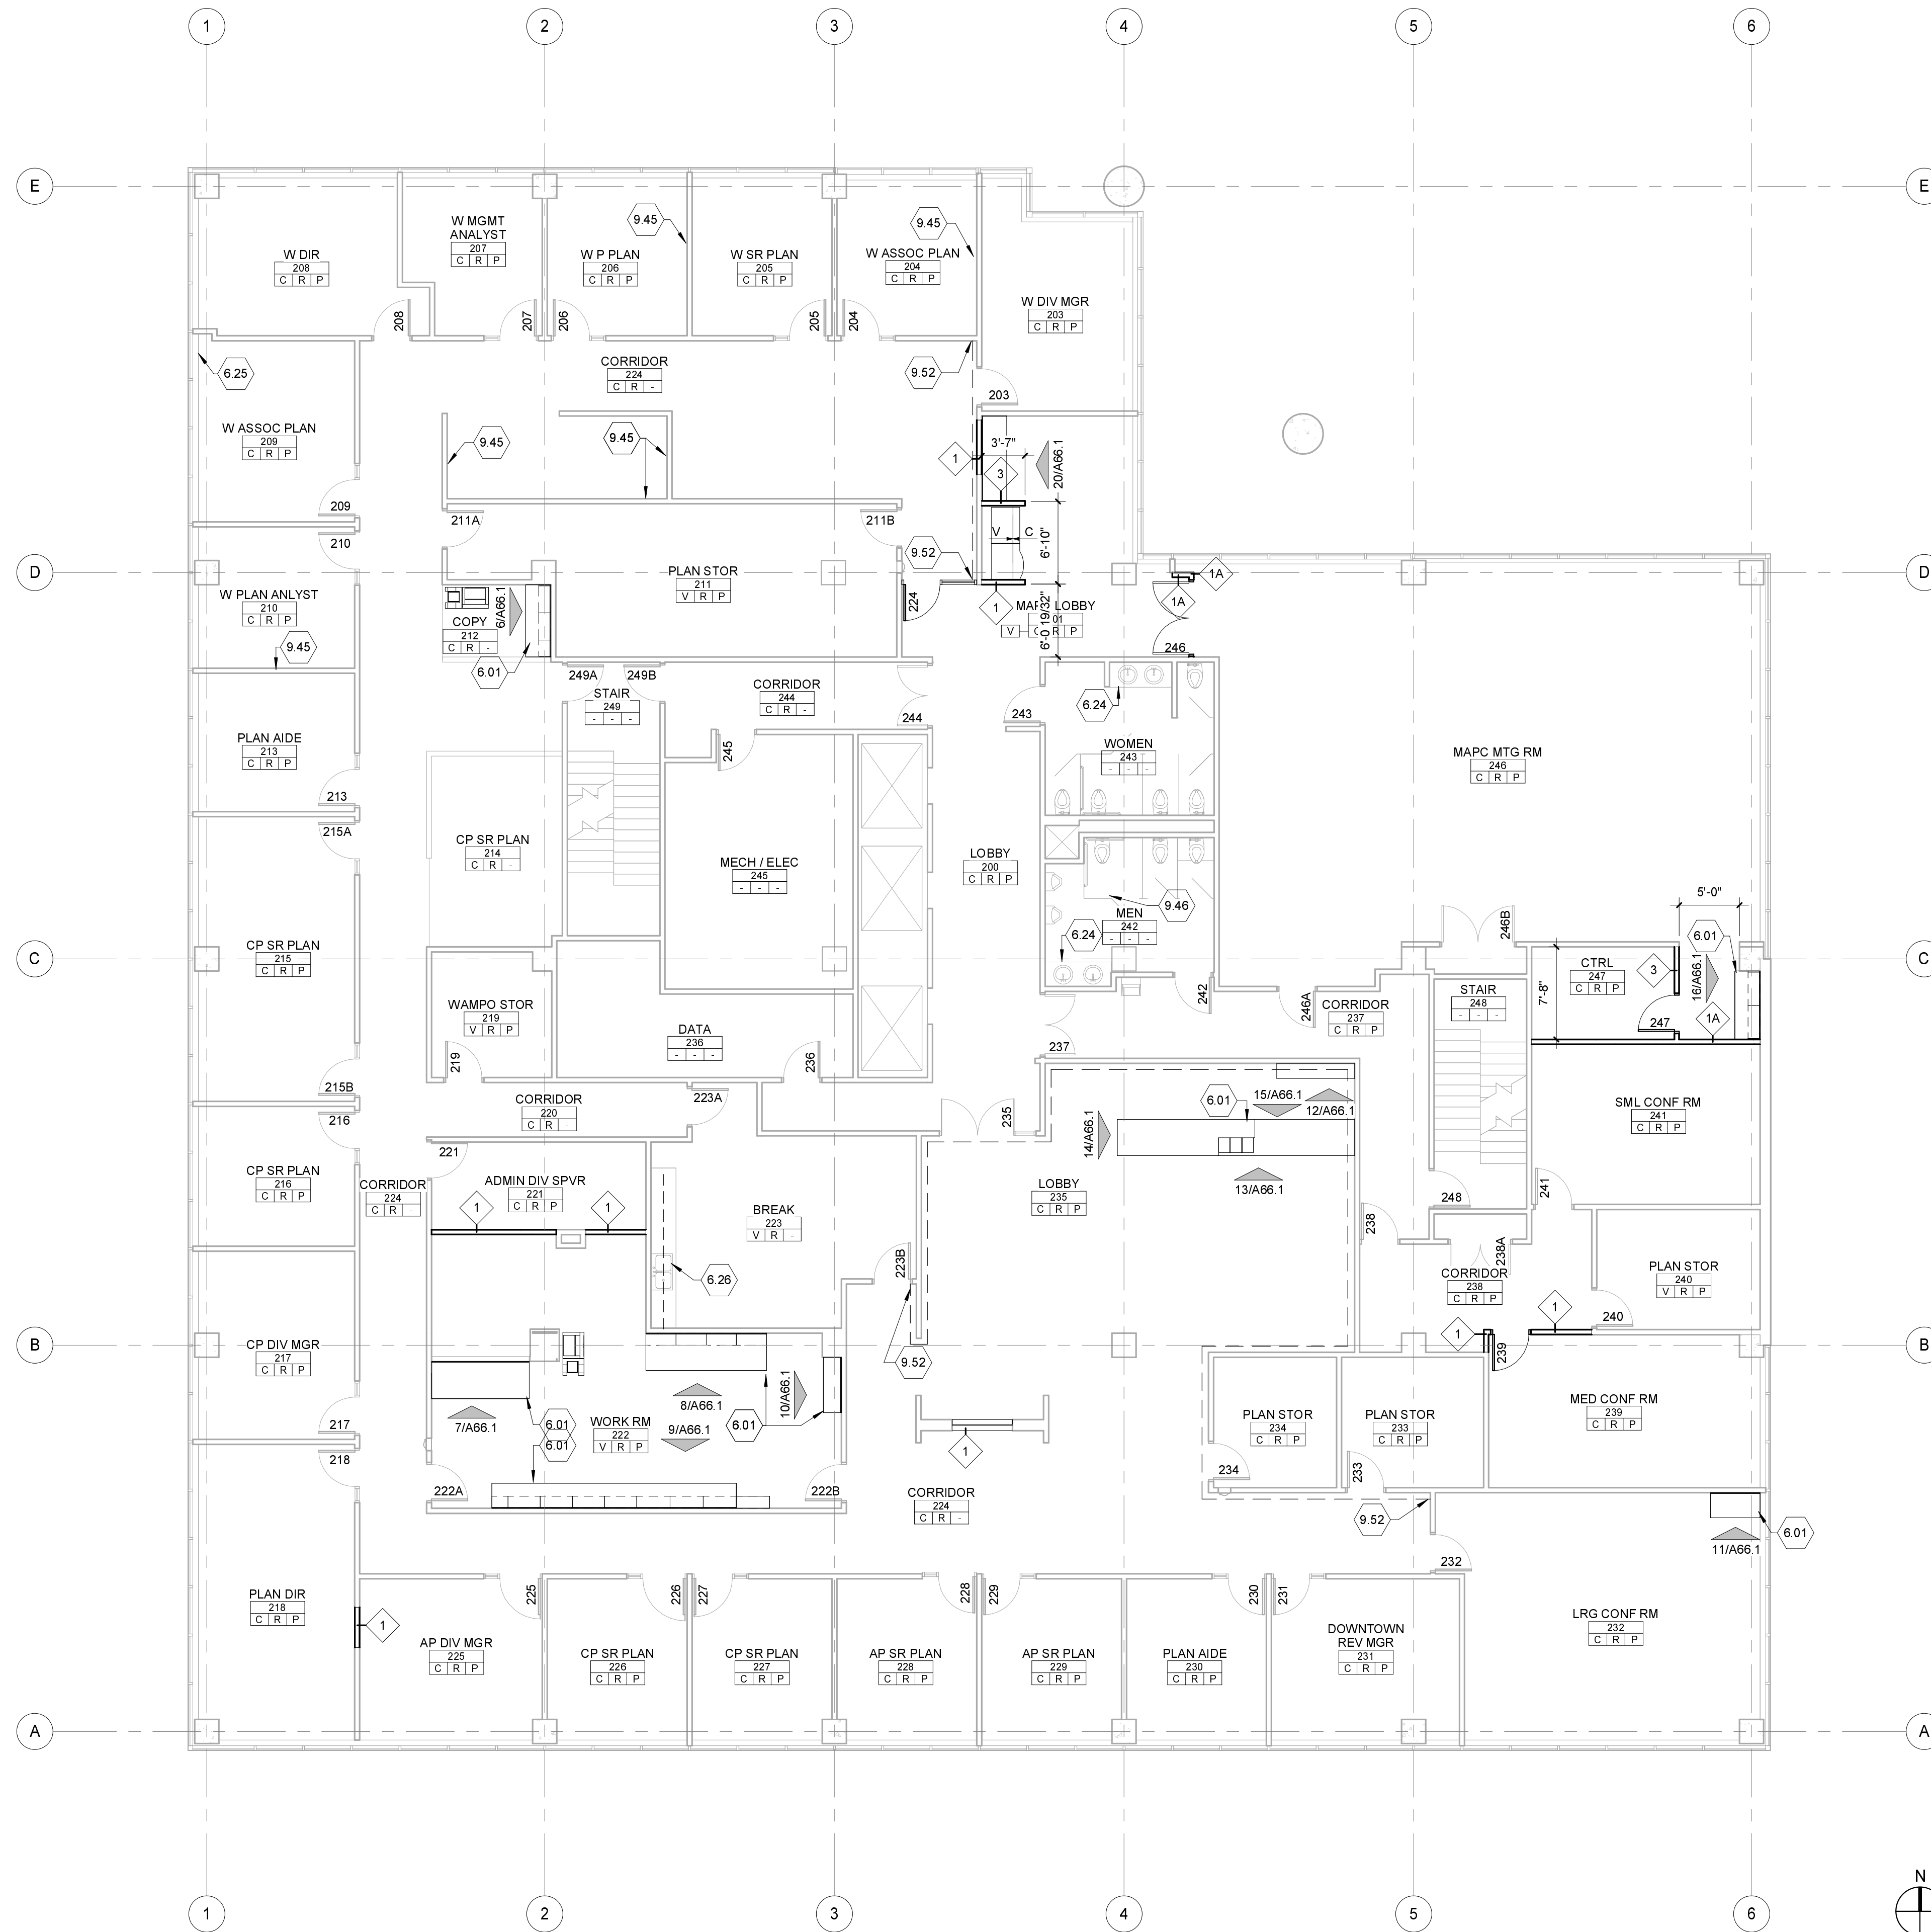 1
2
3
4
5
6
E
E
W DIR
208
C R P
W MGMT
ANALYST
207
C R P
9.45
W P PLAN
206
C R P
W SR PLAN
205
C R P
9.45
W ASSOC PLAN
204
C R P
W DIV MGR
203
C R P
208
207
206
205
204
6.25
CORRIDOR
224
C R -
9.52
203
W ASSOC PLAN
209
C R P
9.45
9.45
1
3'-7"
3
20/A66.1
209
210
211A
211B
V
C
6'-10"
9.52
D
D
PLAN STOR
211
V R P
1A
1A
W PLAN ANLYST
210
C R P
COPY
212
C R -
6/A66.1
224
1
6'-0 19/32"
LOBBY
V
R P
9.45
6.01
246
249A
249B
STAIR
249
- - -
CORRIDOR
244
C R -
244
243
6.24
PLAN AIDE
213
C R P
245
WOMEN
243
- - -
MAPC MTG RM
246
C R P
213
215A
CP SR PLAN
214
C R -
MECH / ELEC
245
- - -
LOBBY
200
C R P
9.46
MEN
242
- - -
6.24
5'-0"
246B
6.01
CP SR PLAN
215
C R P
C
C
CTRL
247
C R P
3
16/A66.1
7'-8"
247
1A
WAMPO STOR
219
V R P
DATA
236
- - -
242
246A
CORRIDOR
237
C R P
STAIR
248
- - -
219
236
237
215B
216
CORRIDOR
220
C R -
223A
235
6.01
15/A66.1
12/A66.1
14/A66.1
13/A66.1
SML CONF RM
241
C R P
221
CP SR PLAN
216
C R P
CORRIDOR
224
C R -
ADMIN DIV SPVR
221
C R P
1
1
BREAK
223
V R -
LOBBY
235
C R P
238
248
241
223B
6.26
238A
CORRIDOR
238
C R P
PLAN STOR
240
V R P
240
1
1
239
B
B
CP DIV MGR
217
C R P
9.52
7/A66.1
8/A66.1
9/A66.1
10/A66.1
6.01
6.01
6.01
WORK RM
222
V R P
1
PLAN STOR
234
C R P
PLAN STOR
233
C R P
MED CONF RM
239
C R P
217
218
234
233
222A
222B
CORRIDOR
224
C R -
9.52
6.01
11/A66.1
232
PLAN DIR
218
C R P
1
225
226
227
228
229
230
231
AP DIV MGR
225
C R P
CP SR PLAN
226
C R P
CP SR PLAN
227
C R P
AP SR PLAN
228
C R P
AP SR PLAN
229
C R P
PLAN AIDE
230
C R P
DOWNTOWN
REV MGR
231
C R P
LRG CONF RM
232
C R P
A
A
N
1
2
3
4
5
6